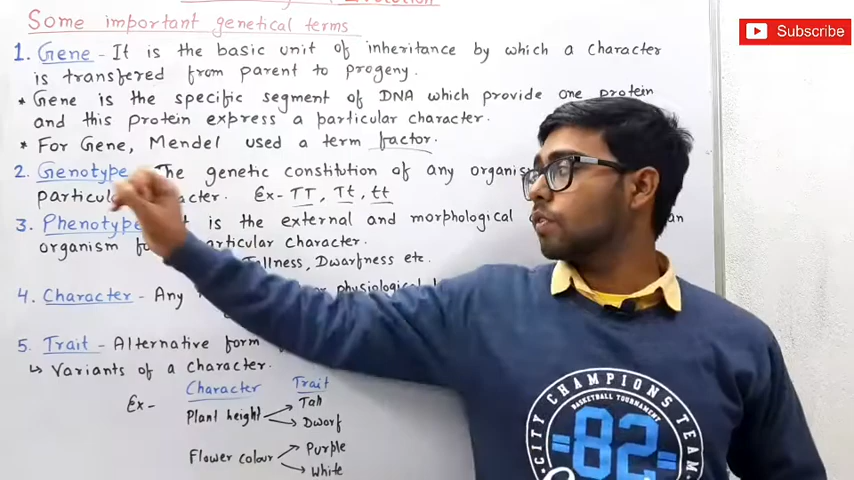 Subscribe
Some important genetical terms
1. Gene - It is the basic unit of inheritance by which a character
is transfered from parent to progeny.
* Gene is the specific segment of DNA which provide one protein
and this protein express a particular character.
* For Gene, Mendel used a term factor.
2. Genotype The genetic constitution of any organis
particul acter. Ex- TT, Tt, tt
3. Phenotype t is the external and morphological an
organism fo articular character.
Tallness, Dwarfness etc.
4. Character - Any physiological
5. Trait - Alternative form
↳ Variants of a character.
Ex- Character Trait
Plant height Tall
Dwarf
Flower colour Purple
White
CHAMPIONS
BASKETBALL TOURNAMENT
CITY 82 TEAM